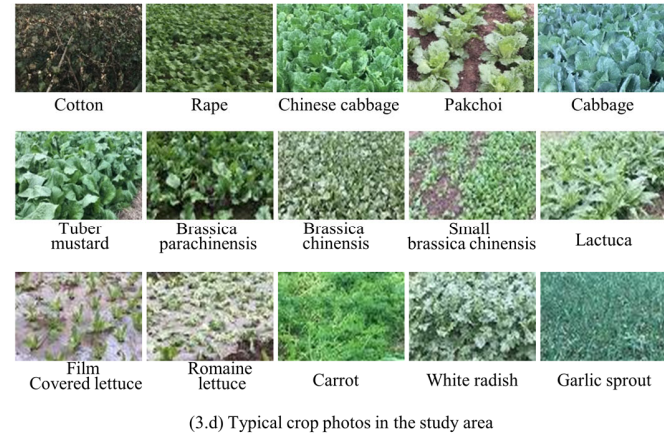 Cotton
Rape
Chinese cabbage
Pakchoi
Cabbage
Tuber
mustard
Brassica
parachinensis
Brassica
chinensis
Small
brassica chinensis
Lactuca
Film
Covered lettuce
Romaine
lettuce
Carrot
White radish
Garlic sprout
(3.d) Typical crop photos in the study area